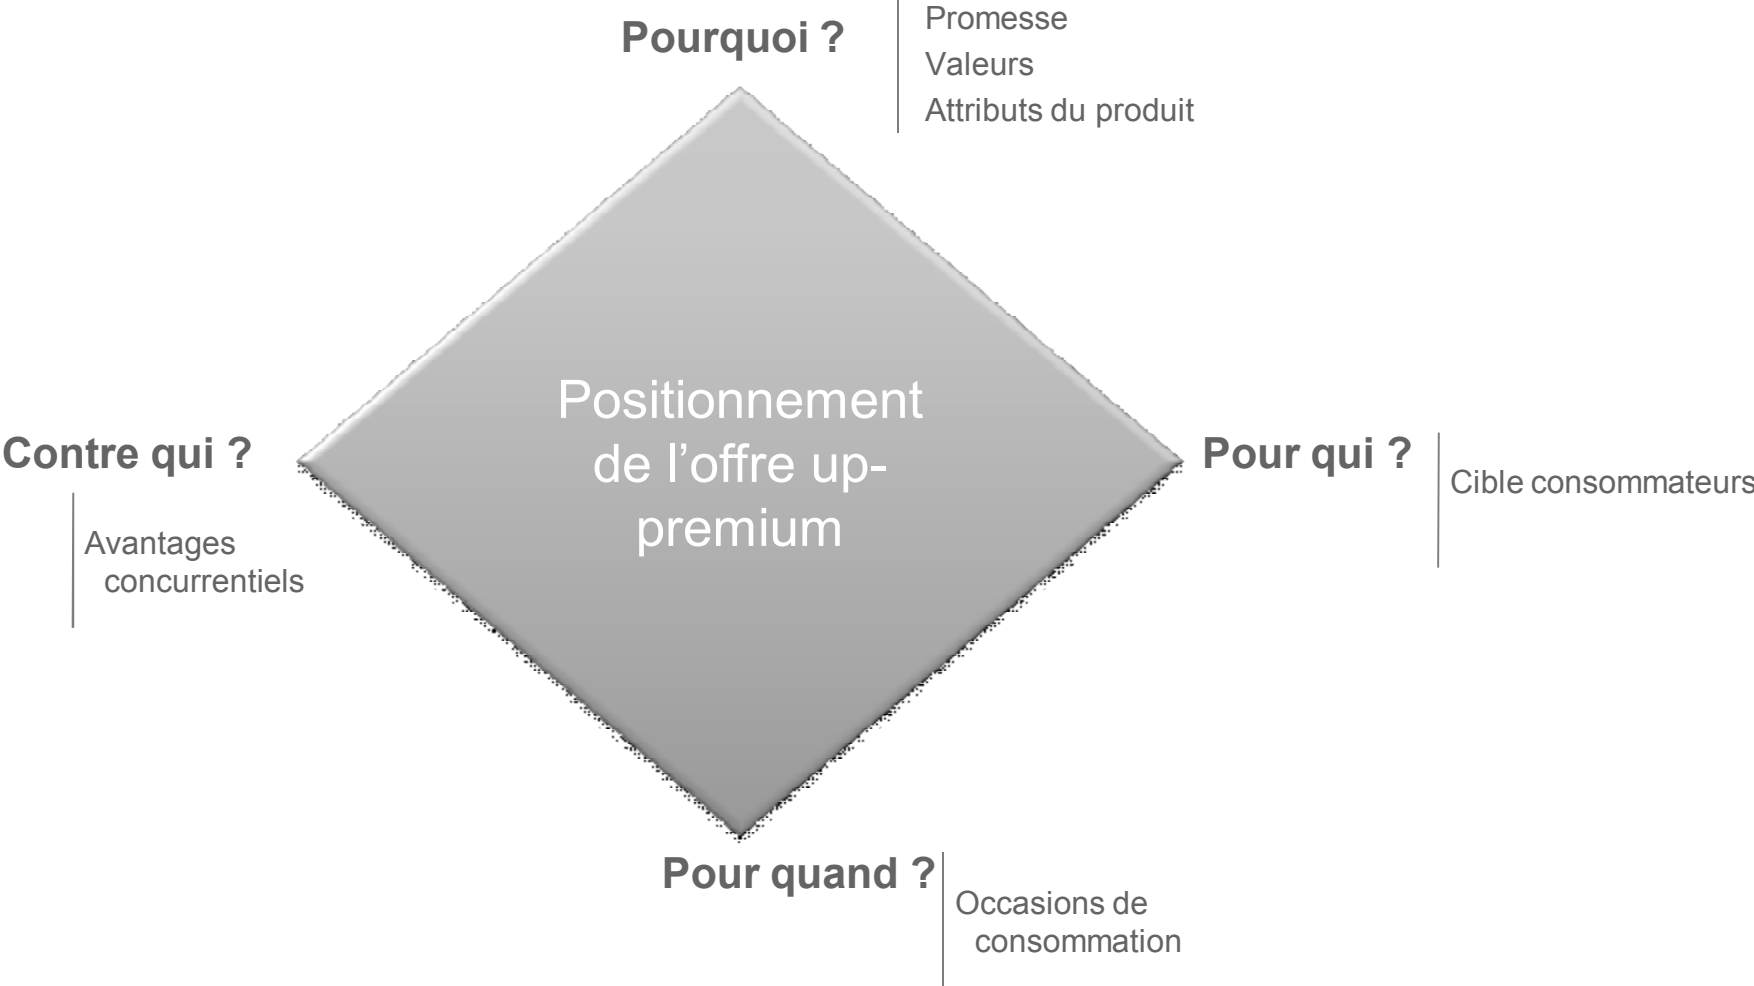 Pourquoi ?
Promesse
Valeurs
Attributs du produit
Positionnement
de l’offre up-
premium
Contre qui ?
Avantages
concurrentiels
Pour qui ?
Cible consommateurs
Pour quand ?
Occasions de
consommation